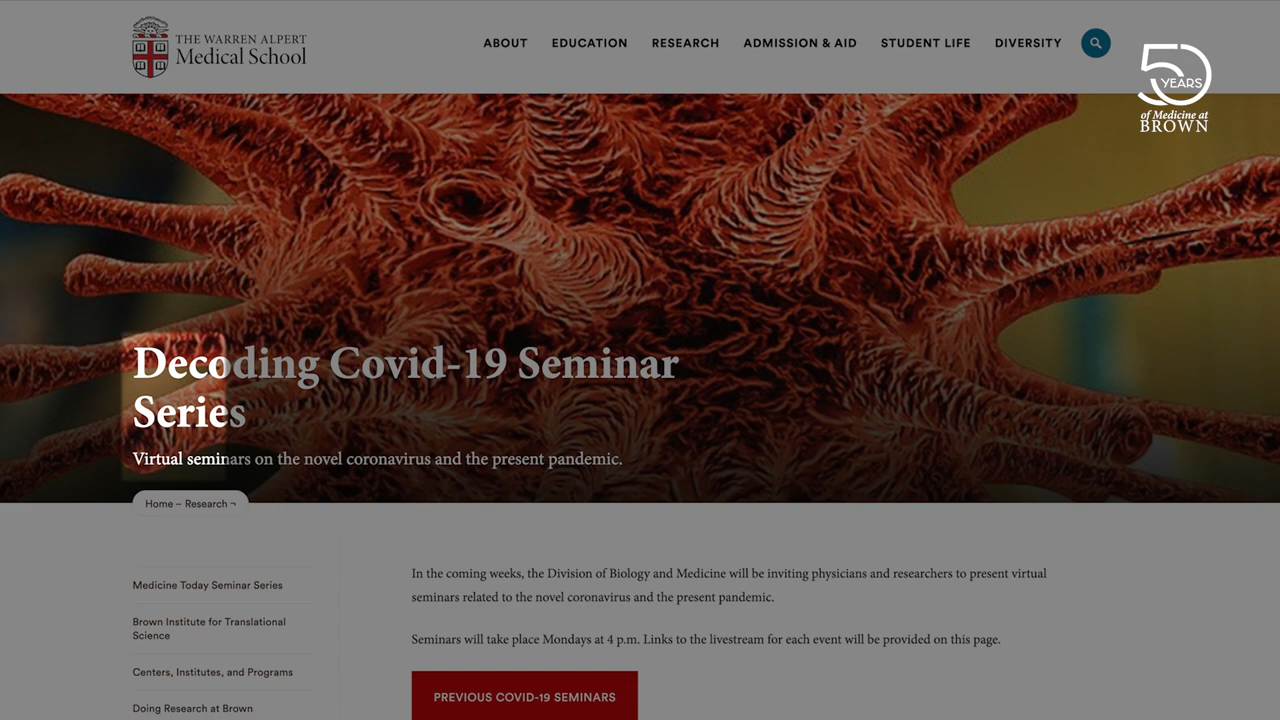 THE WARREN ALPERT
Medical School
ABOUT EDUCATION RESEARCH ADMISSION & AID STUDENT LIFE DIVERSITY
50
YEARS
of Medicine at
BROWN
Decoding Covid-19 Seminar
Series
Virtual seminars on the novel coronavirus and the present pandemic.
Home – Research ¬
Medicine Today Seminar Series
Brown Institute for Translational
Science
Centers, Institutes, and Programs
Doing Research at Brown
In the coming weeks, the Division of Biology and Medicine will be inviting physicians and researchers to present virtual
seminars related to the novel coronavirus and the present pandemic.
Seminars will take place Mondays at 4 p.m. Links to the livestream for each event will be provided on this page.
PREVIOUS COVID-19 SEMINARS